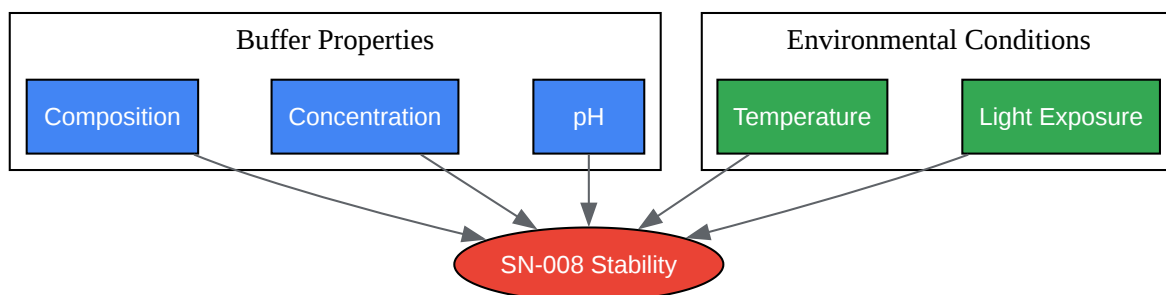 Buffer Properties
Environmental Conditions
Composition
Concentration
pH
Temperature
Light Exposure
SN-008 Stability